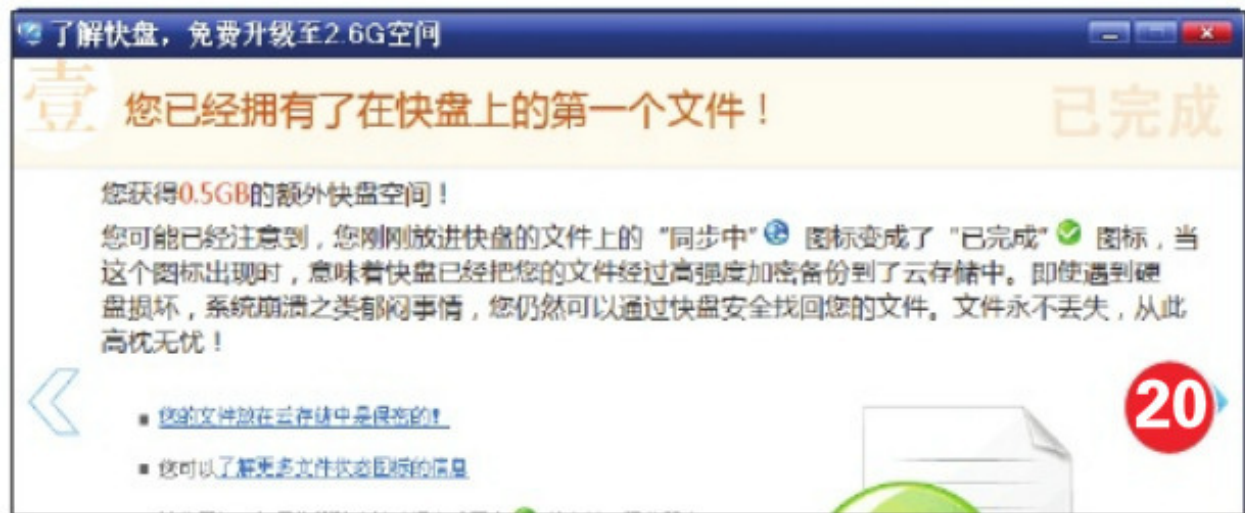 了解快盘，免费升级至2.6G空间
壹
您已经拥有了在快盘上的第一个文件！
已完成
您获得0.5GB的额外快盘空间！
您可能已经注意到，您刚刚放进快盘的文件上的“同步中” 图标变成了“已完成” 图标，当
这个图标出现时，意味着快盘已经把您的文件经过高强度加密备份到了云存储中。即使遇到硬
盘损坏，系统崩溃之类郁闷事情，您仍然可以通过快盘安全找回您的文件。文件永不丢失，从此
高枕无忧！
20
您的文件放在云存储中是保密的！
您可以了解更多文件状态图标的信息